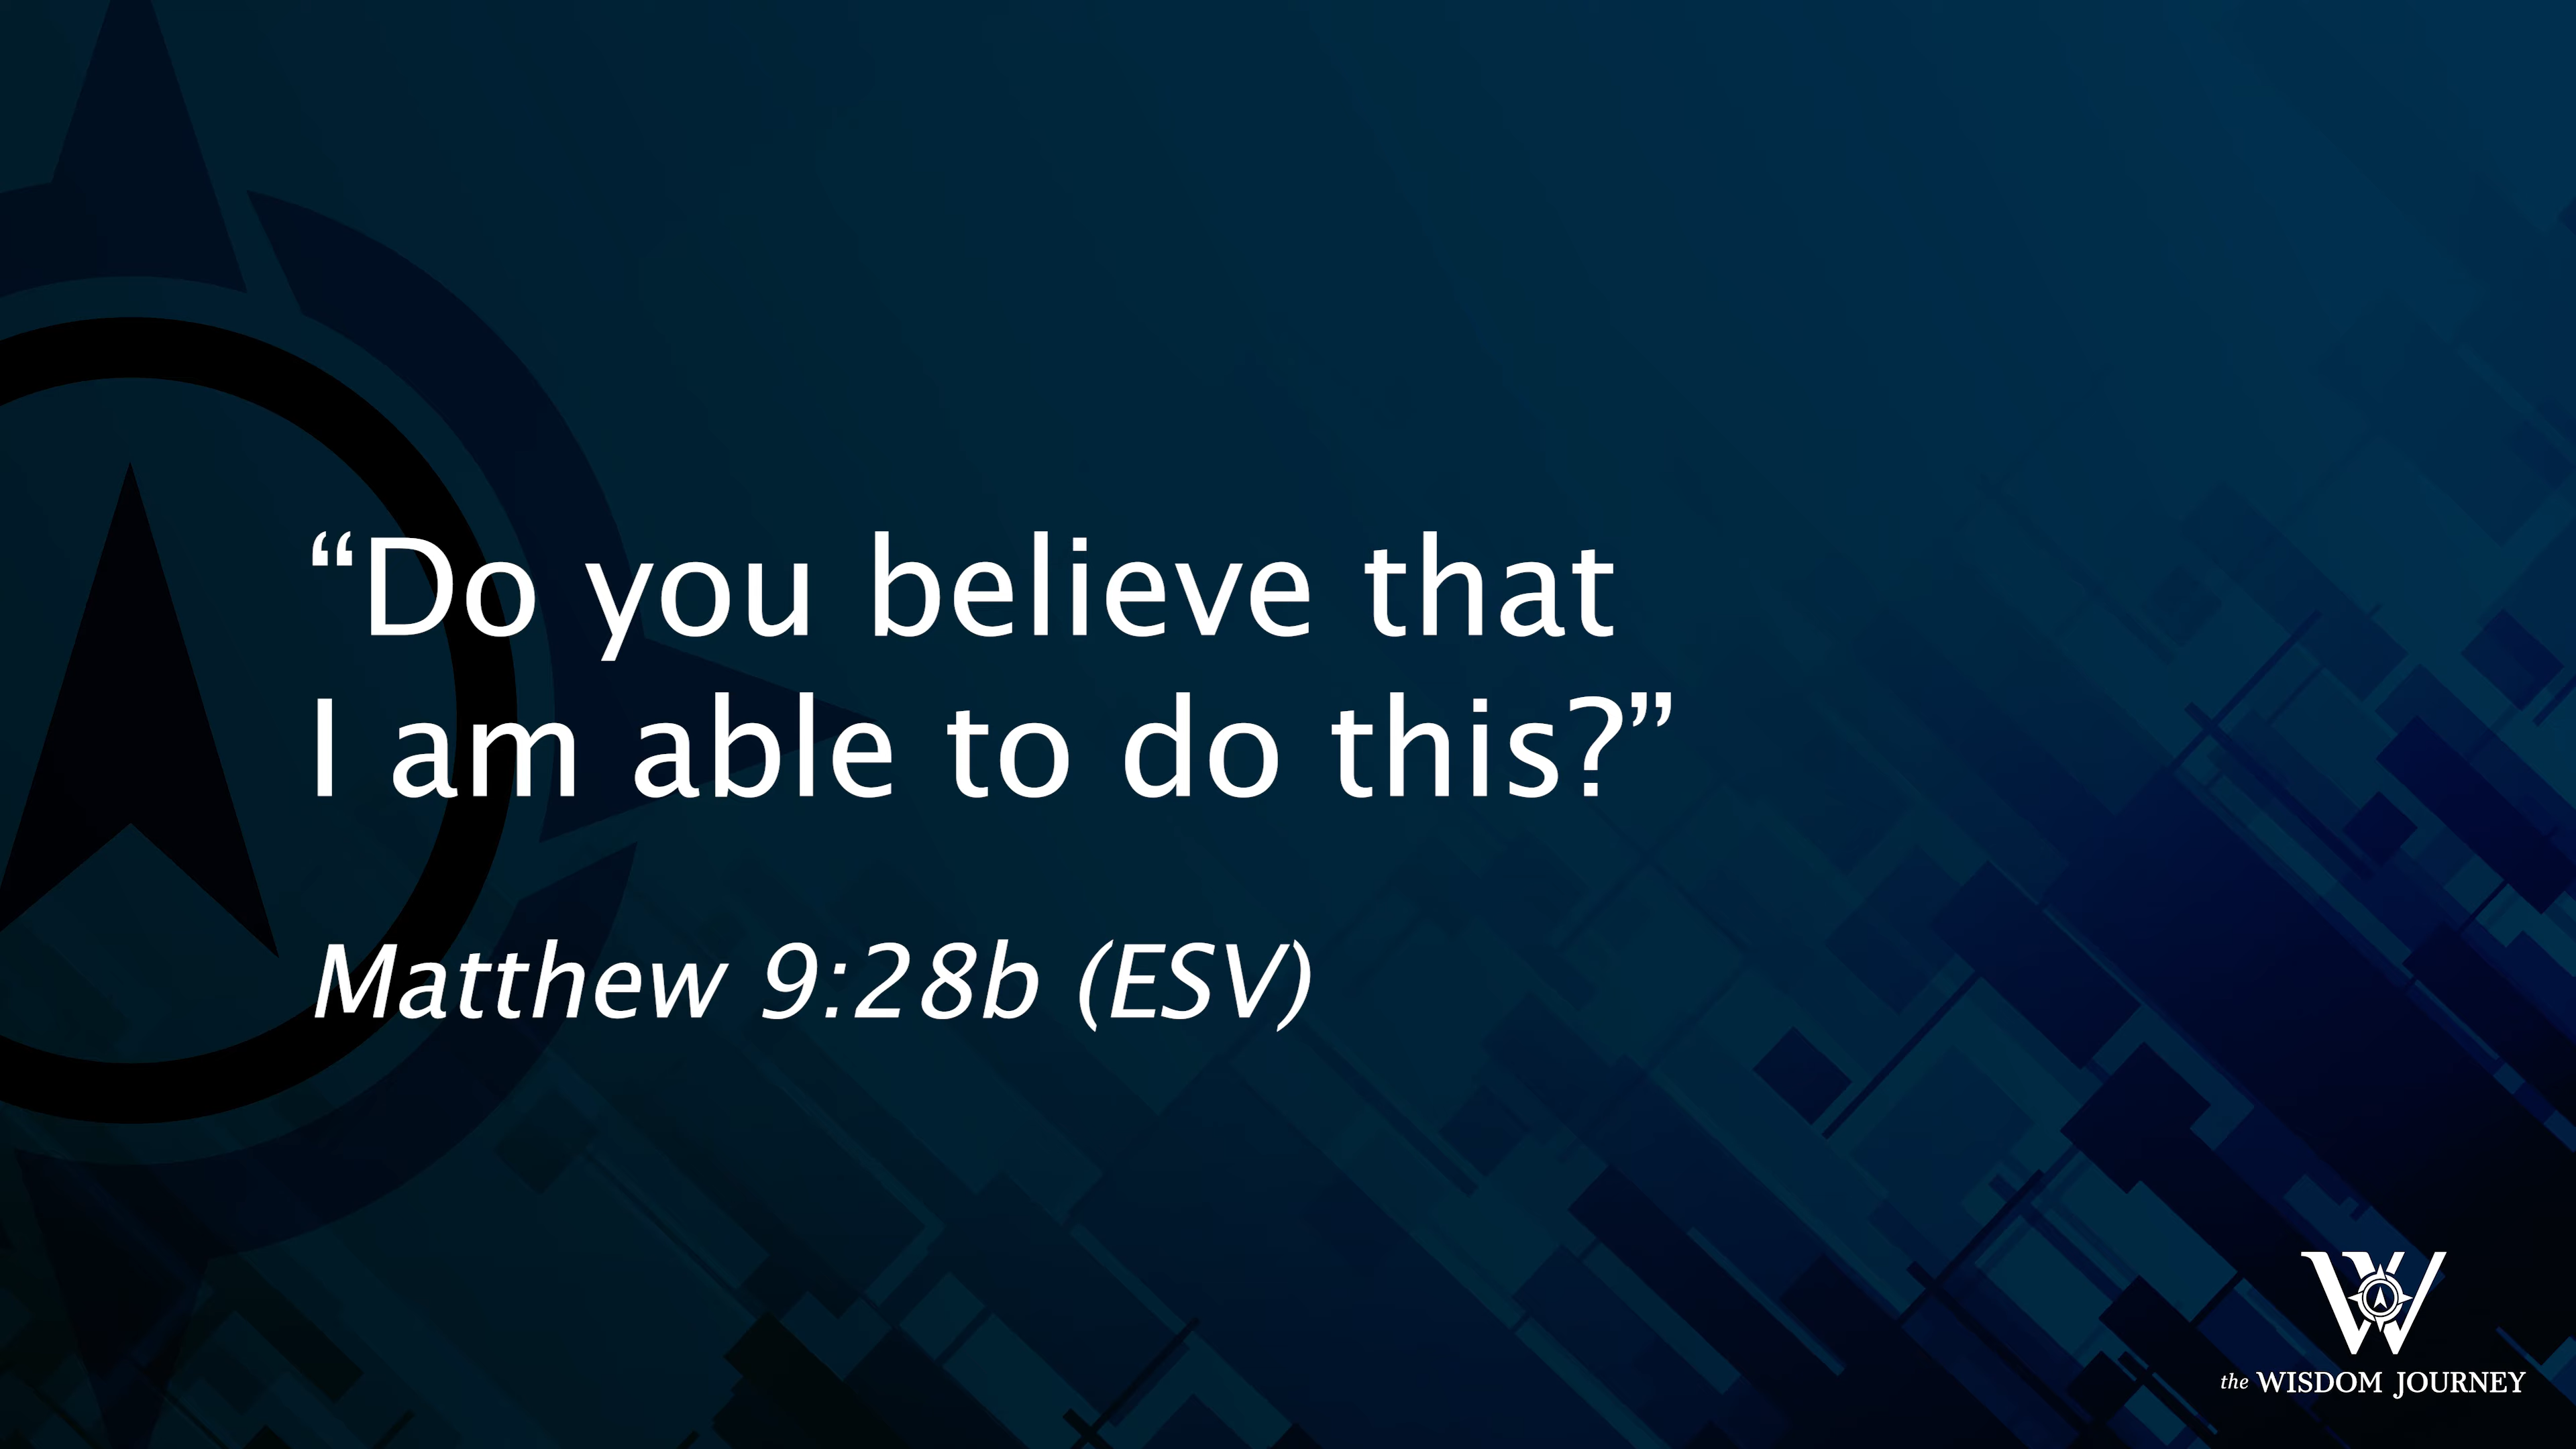 “Do you believe that
I am able to do this?”
Matthew 9:28b (ESV)
W
the WISDOM JOURNEY